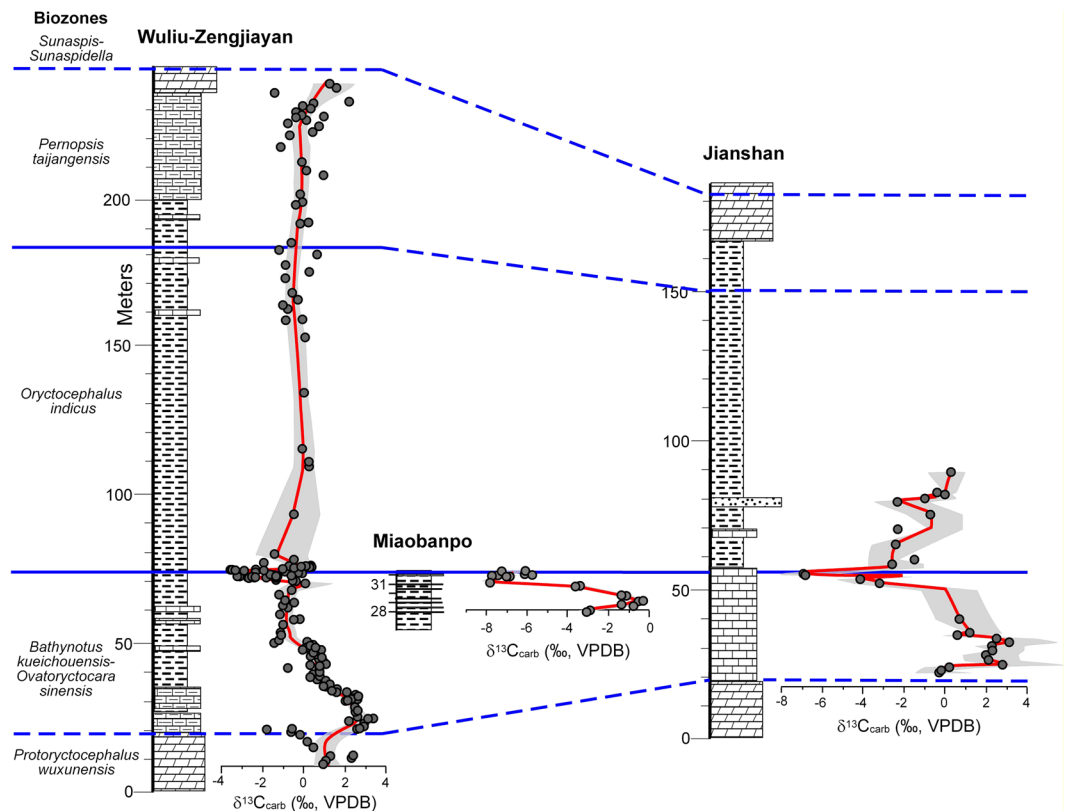 Biozones
Sunaspis-
Sunaspidella
Wuliu-Zengjiayan
Pernopsis
taijangensis
Jianshan
200
Meters
150
150
Oryctocephalus
indicus
100
100
Miaobanpo
31
28
50
50
-8 -6 -4 -2 0
δ¹³Ccarb (‰, VPDB)
Bathynotus
kueichouensis-
Ovatoryctocara
sinensis
-8 -6 -4 -2 0 2 4
δ¹³Ccarb (‰, VPDB)
0
Protoryctocephalus
wuxunensis
-4 -2 0 2 4
0
δ¹³Ccarb (‰, VPDB)